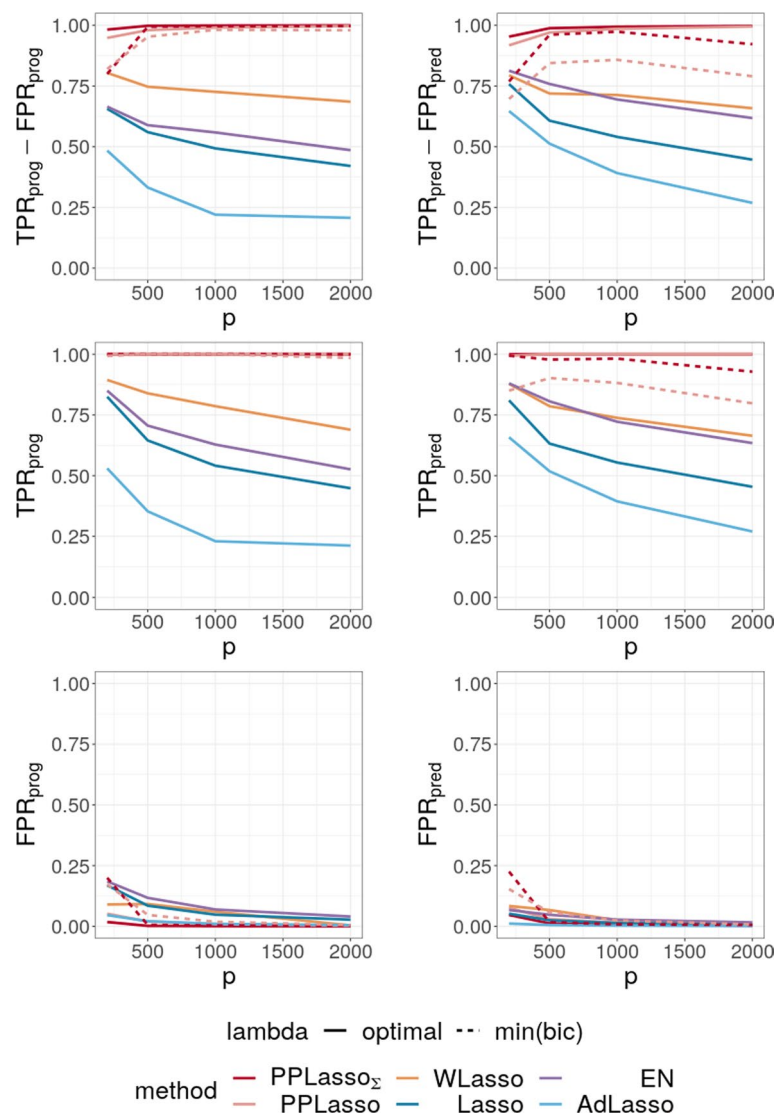 TPRprog − FPRprog
1.00
0.75
0.50
0.25
0.00
500 1000 1500 2000
p
TPRpred − FPRpred
1.00
0.75
0.50
0.25
0.00
500 1000 1500 2000
p
TPRprog
1.00
0.75
0.50
0.25
0.00
500 1000 1500 2000
p
TPRpred
1.00
0.75
0.50
0.25
0.00
500 1000 1500 2000
p
FPRprog
1.00
0.75
0.50
0.25
0.00
500 1000 1500 2000
p
FPRpred
1.00
0.75
0.50
0.25
0.00
500 1000 1500 2000
p
lambda optimal min(bic)
method PPLassoΣ WLasso EN
PPLasso Lasso AdLasso